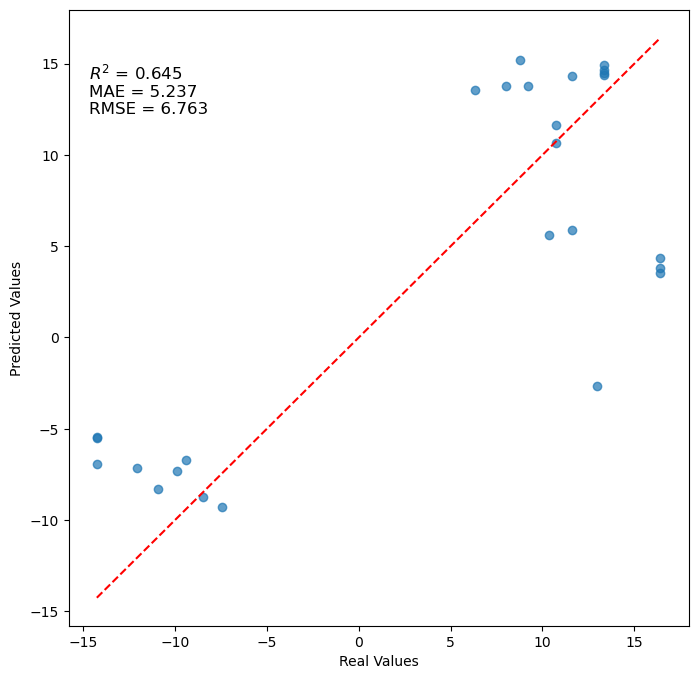 R² = 0.645
MAE = 5.237
RMSE = 6.763
15
10
5
0
−5
−10
−15
Predicted Values
−15 −10 −5 0 5 10 15
Real Values